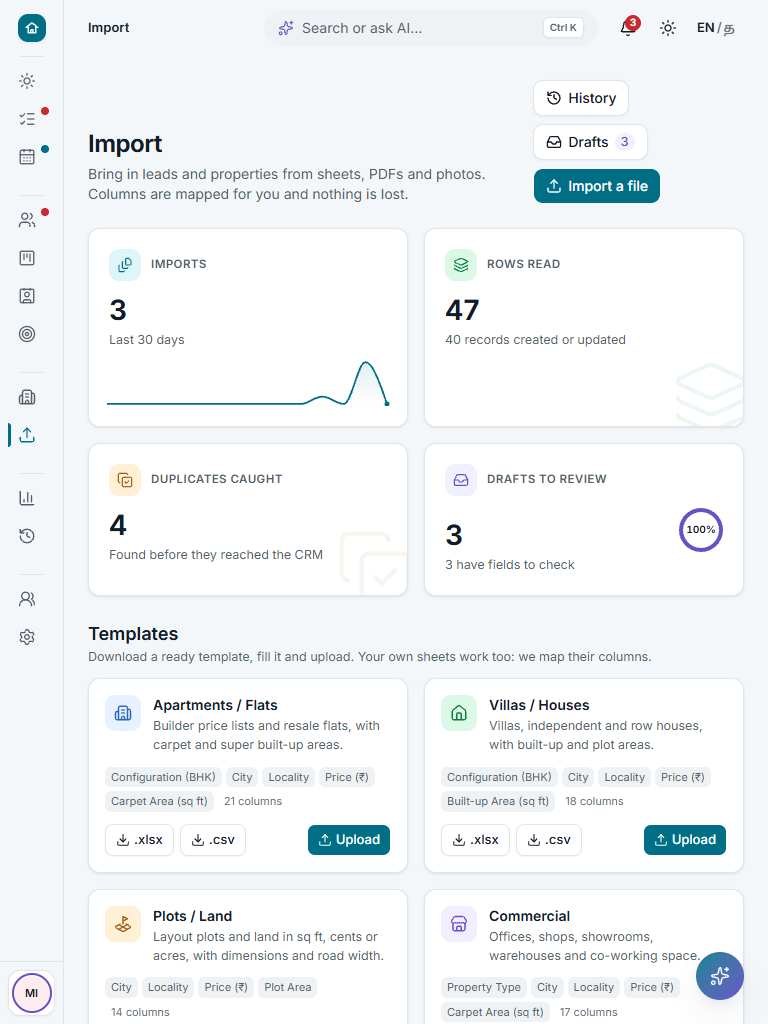 Import
Search or ask AI...
Ctrl K
3
EN / த
History
Drafts 3
Import a file
Import
Bring in leads and properties from sheets, PDFs and photos.
Columns are mapped for you and nothing is lost.
IMPORTS
3
Last 30 days
ROWS READ
47
40 records created or updated
DUPLICATES CAUGHT
4
Found before they reached the CRM
DRAFTS TO REVIEW
3
100%
3 have fields to check
Templates
Download a ready template, fill it and upload. Your own sheets work too: we map their columns.
Apartments / Flats
Builder price lists and resale flats, with
carpet and super built-up areas.
Configuration (BHK) City Locality Price (₹)
Carpet Area (sq ft) 21 columns
.xlsx .csv Upload
Villas / Houses
Villas, independent and row houses,
with built-up and plot areas.
Configuration (BHK) City Locality Price (₹)
Built-up Area (sq ft) 18 columns
.xlsx .csv Upload
Plots / Land
Layout plots and land in sq ft, cents or
acres, with dimensions and road width.
City Locality Price (₹) Plot Area
14 columns
Commercial
Offices, shops, showrooms,
warehouses and co-working space.
Property Type City Locality Price (₹)
Carpet Area (sq ft) 17 columns
MI